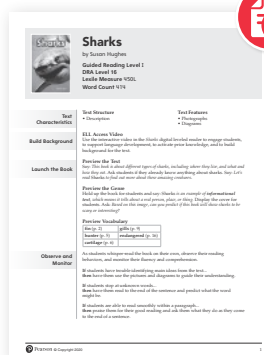 Sharks
Sharks
by Susan Hughes
Guided Reading Level I
DRA Level 16
Lexile Measure 450L
Word Count 474
Text Characteristics
Text Structure
• Description
Text Features
• Photographs
• Diagrams
Build Background
ELL Access Video
Use the interactive video in the Sharks digital leveled reader to engage students,
to support language development, to activate prior knowledge, and to build
background for the text.
Launch the Book
Preview the Text
Say: This book is about different types of sharks, including where they live, and what and
how they eat. Ask students if they already know anything about sharks. Say: Let's
read Sharks to find out more about these amazing creatures.
Preview the Genre
Hold up the book for students and say: Sharks is an example of informational
text, which means it tells about a real person, place, or thing. Display the cover for
students. Ask: Based on this image, can you predict if this book will show sharks to be
scary or interesting?
Preview Vocabulary
fin (p. 2)
gills (p. 9)
hunter (p. 5)
endangered (p. 16)
cartilage (p. 6)
Observe and Monitor
As students whisper-read the book on their own, observe their reading
behaviors, and monitor their fluency and comprehension.
If students have trouble identifying main ideas from the text…
then have them use the pictures and diagrams to guide their understanding.
If students stop at unknown words…
then have them read to the end of the sentence and predict what the word
might be.
If students are able to read smoothly within a paragraph…
then praise them for their good reading and ask them what they do as they come
to the end of a sentence.
Pearson © Copyright 2020
1